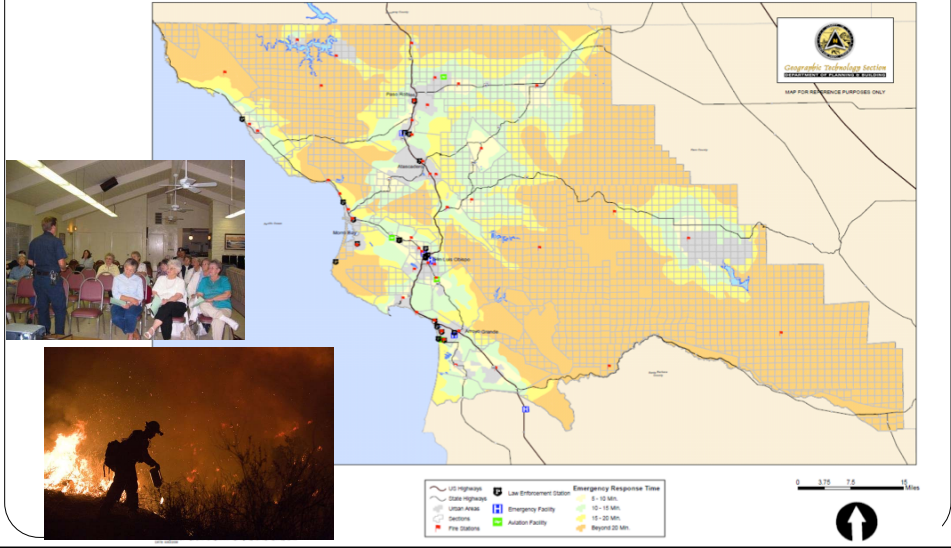 Geographic Technology Section
DEPARTMENT OF PLANNING & BUILDING
MAP FOR REFERENCE PURPOSES ONLY
Paso Robles
Atascadero
Morro Bay
San Luis Obispo
Arroyo Grande
US Highways
State Highways
Urban Areas
Sections
Fire Stations
Law Enforcement Station
Emergency Facility
Aviation Facility
Emergency Response Time
5 - 10 Min.
10 - 15 Min.
15 - 20 Min.
Beyond 20 Min.
0 3.75 7.5 15
Miles